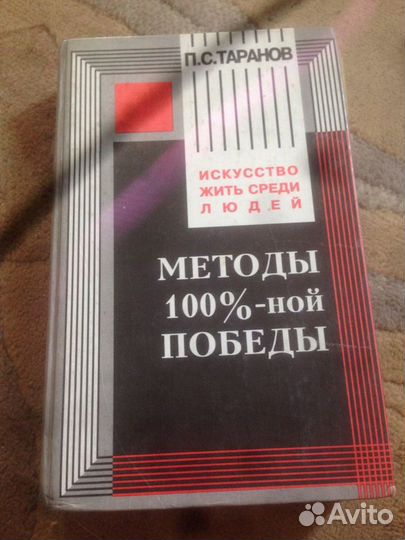 П.С.ТАРАНОВ
ИСКУССТВО
ЖИТЬ СРЕДИ
ЛЮДЕЙ
МЕТОДЫ
100%-ной
ПОБЕДЫ
Avito